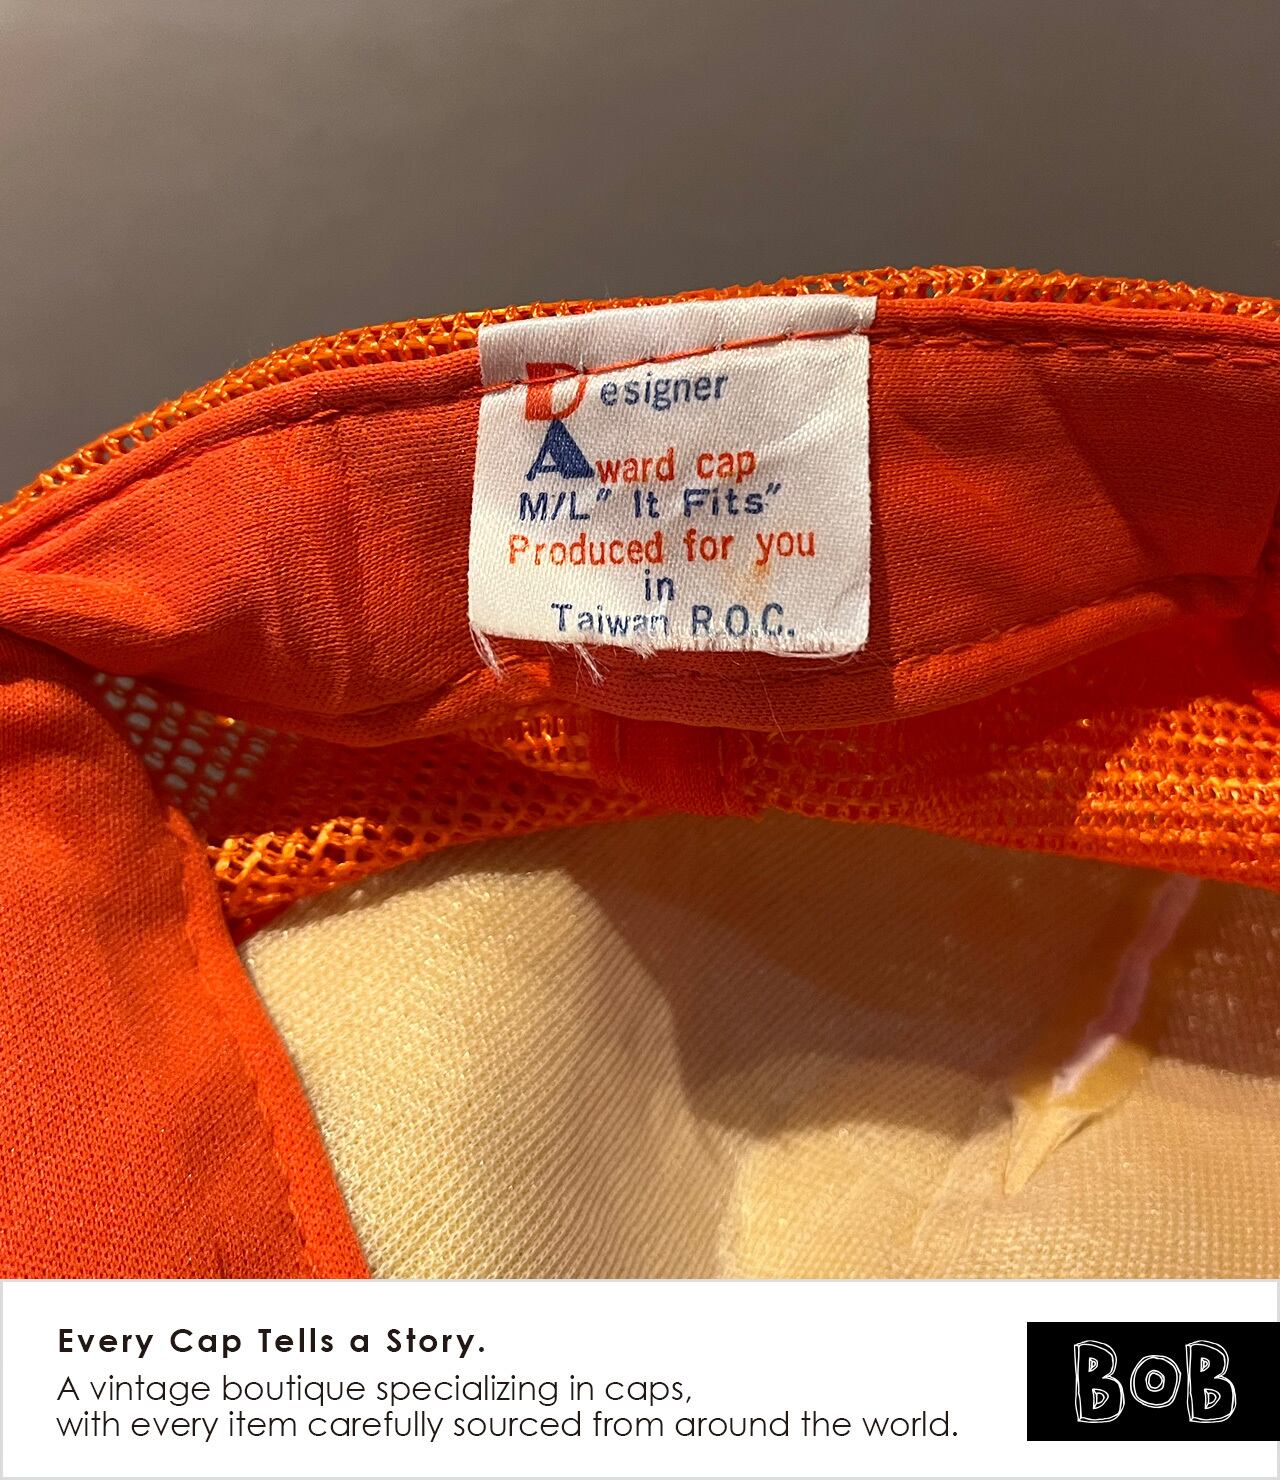 Designer
Award cap
M/L" It Fits"
Produced for you
in
Taiwan R.O.C.
Every Cap Tells a Story.
A vintage boutique specializing in caps,
with every item carefully sourced from around the world.
BOB